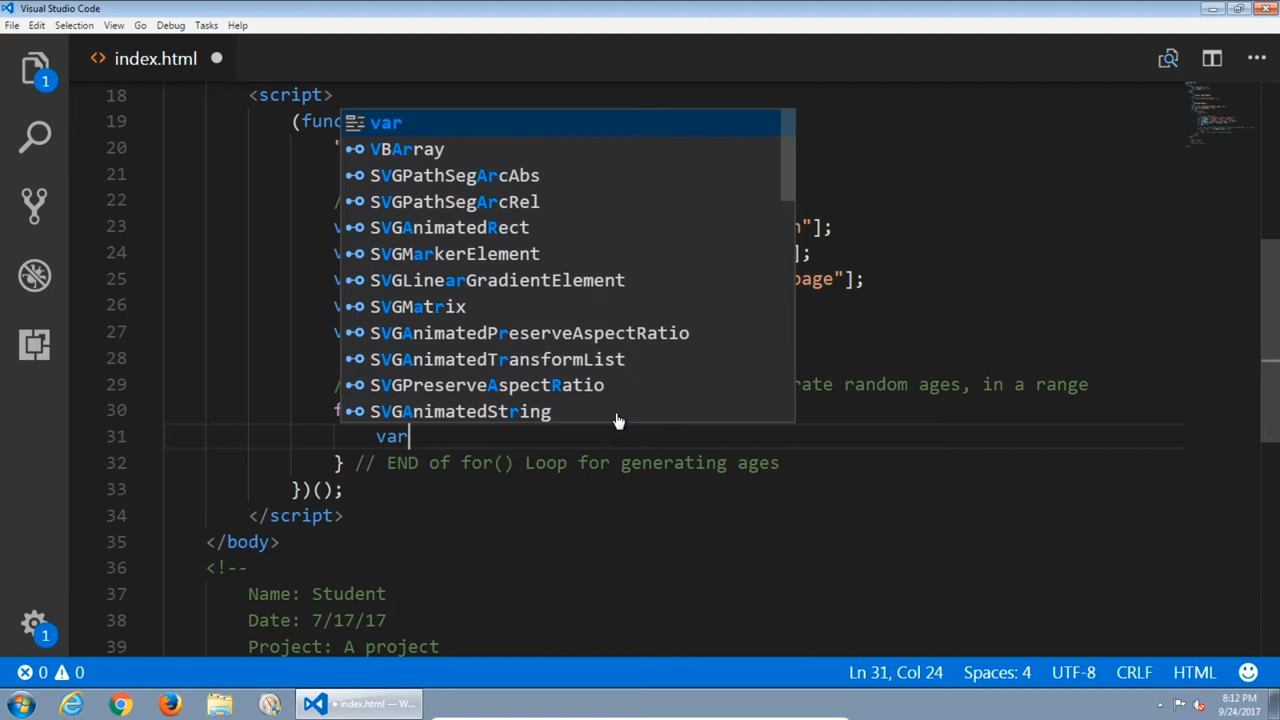 Visual Studio Code
File Edit Selection View Go Debug Tasks Help
index.html
1
18 <script>
19 (func
20 "
21
22 /
23 v n"];
24 v ];
25 v page"];
26 v
27 v
28
29 / rate random ages, in a range
30 f
31 var
32 } // END of for() Loop for generating ages
33 })();
34 </script>
35 </body>
36 <!--
37 Name: Student
38 Date: 7/17/17
39 Project: A project
var
VBArray
SVGPathSegArcAbs
SVGPathSegArcRel
SVGAnimatedRect
SVGMarkerElement
SVGLinearGradientElement
SVGMatrix
SVGAnimatedPreserveAspectRatio
SVGAnimatedTransformList
SVGPreserveAspectRatio
SVGAnimatedString
1
0 0 Ln 31, Col 24 Spaces: 4 UTF-8 CRLF HTML
• index.html — W...
8:12 PM
9/24/2017